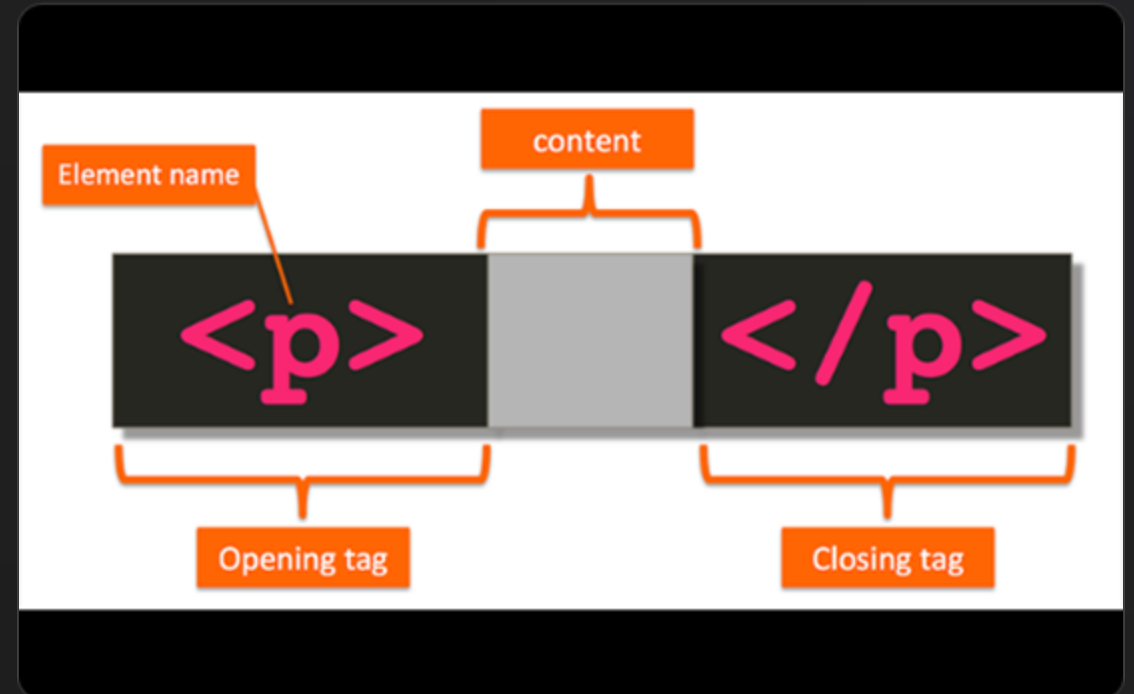 content
Element name
<p> </p>
Opening tag
Closing tag